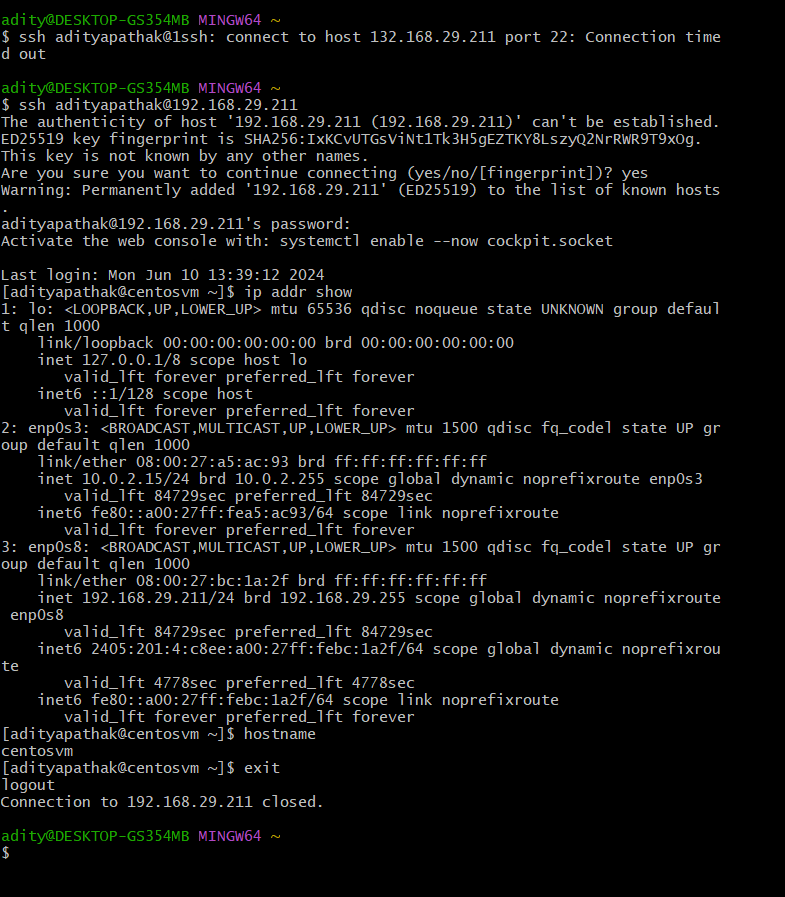 adity@DESKTOP-GS354MB MINGW64 ~
$ ssh adityapathak@1ssh: connect to host 132.168.29.211 port 22: Connection time
d out
adity@DESKTOP-GS354MB MINGW64 ~
$ ssh adityapathak@192.168.29.211
The authenticity of host '192.168.29.211 (192.168.29.211)' can't be established.
ED25519 key fingerprint is SHA256:IxKCvUTGsViNt1Tk3H5gEZTKY8LszyQ2NrRWR9T9xOg.
This key is not known by any other names.
Are you sure you want to continue connecting (yes/no/[fingerprint])? yes
Warning: Permanently added '192.168.29.211' (ED25519) to the list of known hosts
.
adityapathak@192.168.29.211's password:
Activate the web console with: systemctl enable --now cockpit.socket
Last login: Mon Jun 10 13:39:12 2024
[adityapathak@centosvm ~]$ ip addr show
1: lo: <LOOPBACK,UP,LOWER_UP> mtu 65536 qdisc noqueue state UNKNOWN group defaul
t qlen 1000
    link/loopback 00:00:00:00:00:00 brd 00:00:00:00:00:00
    inet 127.0.0.1/8 scope host lo
       valid_lft forever preferred_lft forever
    inet6 ::1/128 scope host
       valid_lft forever preferred_lft forever
2: enp0s3: <BROADCAST,MULTICAST,UP,LOWER_UP> mtu 1500 qdisc fq_codel state UP gr
oup default qlen 1000
    link/ether 08:00:27:a5:ac:93 brd ff:ff:ff:ff:ff:ff
    inet 10.0.2.15/24 brd 10.0.2.255 scope global dynamic noprefixroute enp0s3
       valid_lft 84729sec preferred_lft 84729sec
    inet6 fe80::a00:27ff:fea5:ac93/64 scope link noprefixroute
       valid_lft forever preferred_lft forever
3: enp0s8: <BROADCAST,MULTICAST,UP,LOWER_UP> mtu 1500 qdisc fq_codel state UP gr
oup default qlen 1000
    link/ether 08:00:27:bc:1a:2f brd ff:ff:ff:ff:ff:ff
    inet 192.168.29.211/24 brd 192.168.29.255 scope global dynamic noprefixroute
 enp0s8
       valid_lft 84729sec preferred_lft 84729sec
    inet6 2405:201:4:c8ee:a00:27ff:febc:1a2f/64 scope global dynamic noprefixrou
te
       valid_lft 4778sec preferred_lft 4778sec
    inet6 fe80::a00:27ff:febc:1a2f/64 scope link noprefixroute
       valid_lft forever preferred_lft forever
[adityapathak@centosvm ~]$ hostname
centosvm
[adityapathak@centosvm ~]$ exit
logout
Connection to 192.168.29.211 closed.
adity@DESKTOP-GS354MB MINGW64 ~
$